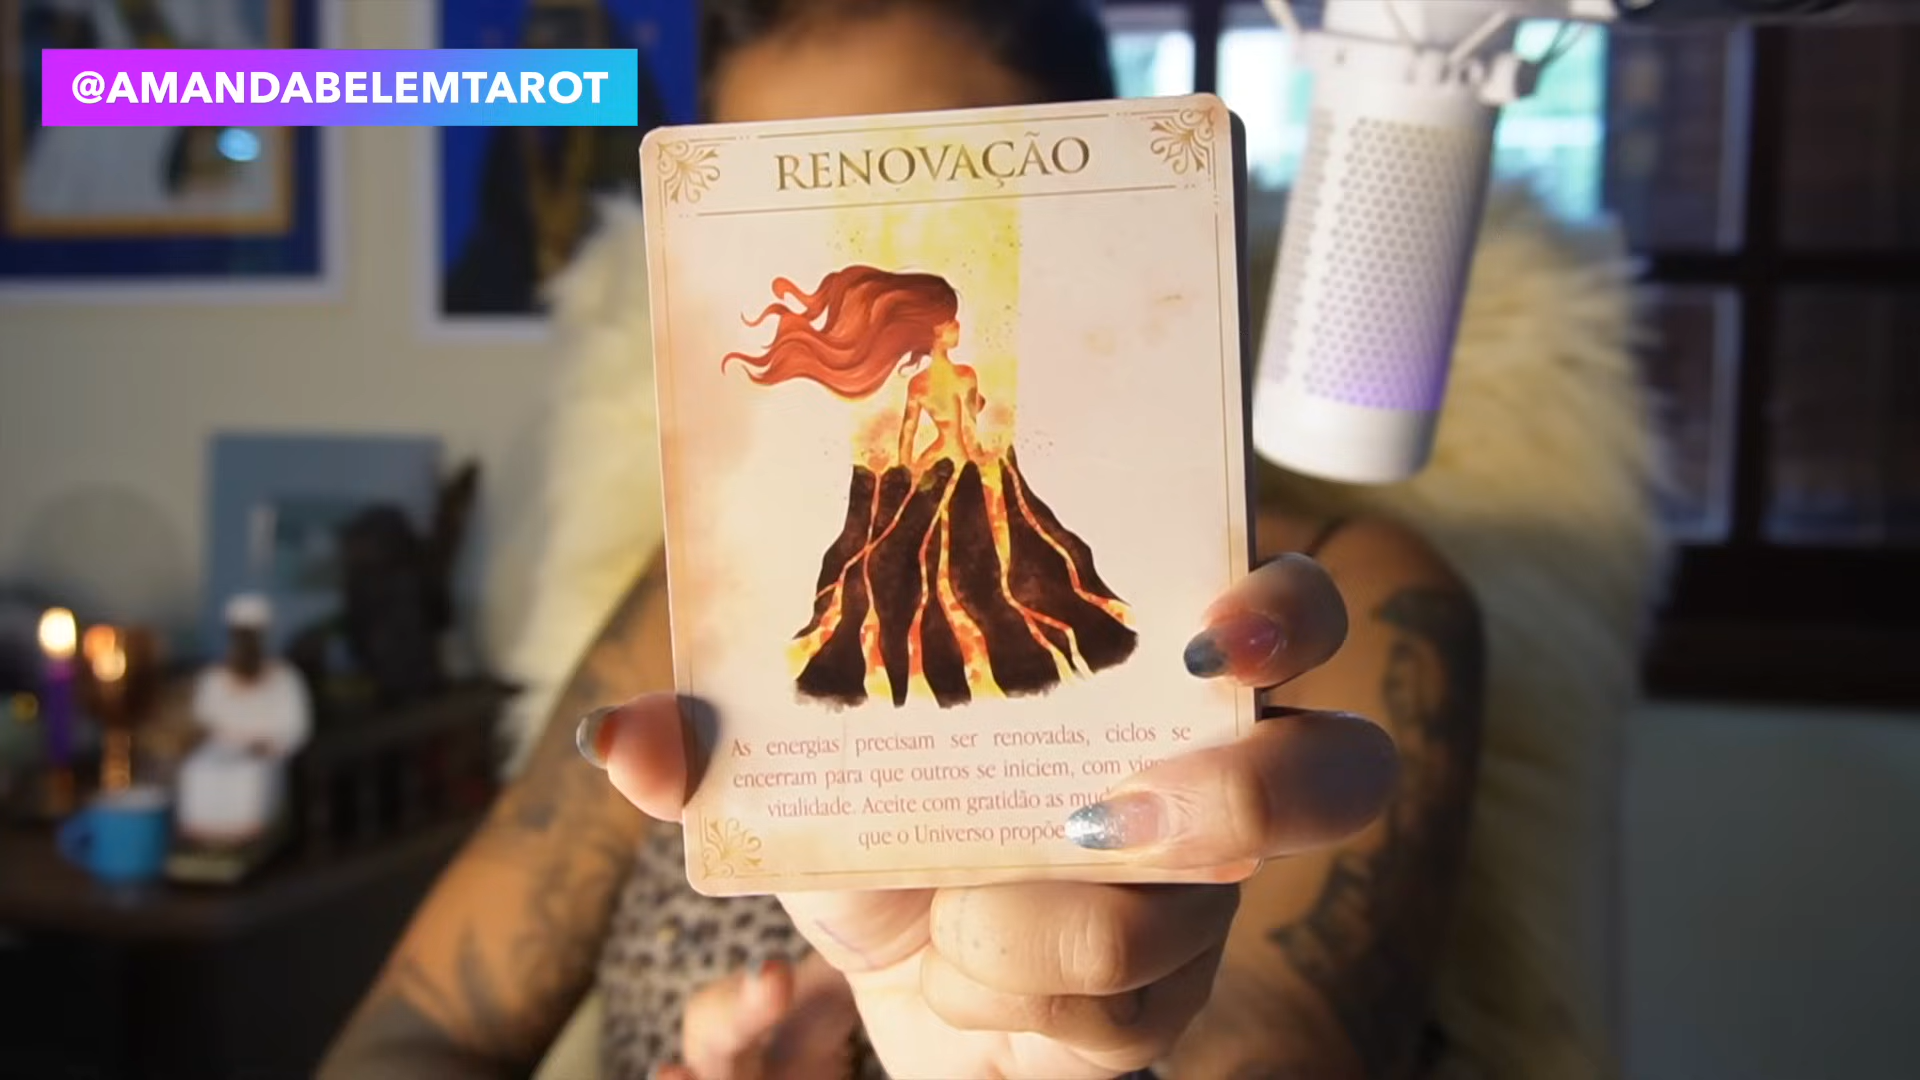 @AMANDABELEMTAROT
RENOVAÇÃO
As energias precisam ser renovadas, ciclos se
encerram para que outros se iniciem, com
vitalidade. Aceite com gratidão as
que o Universo propõe